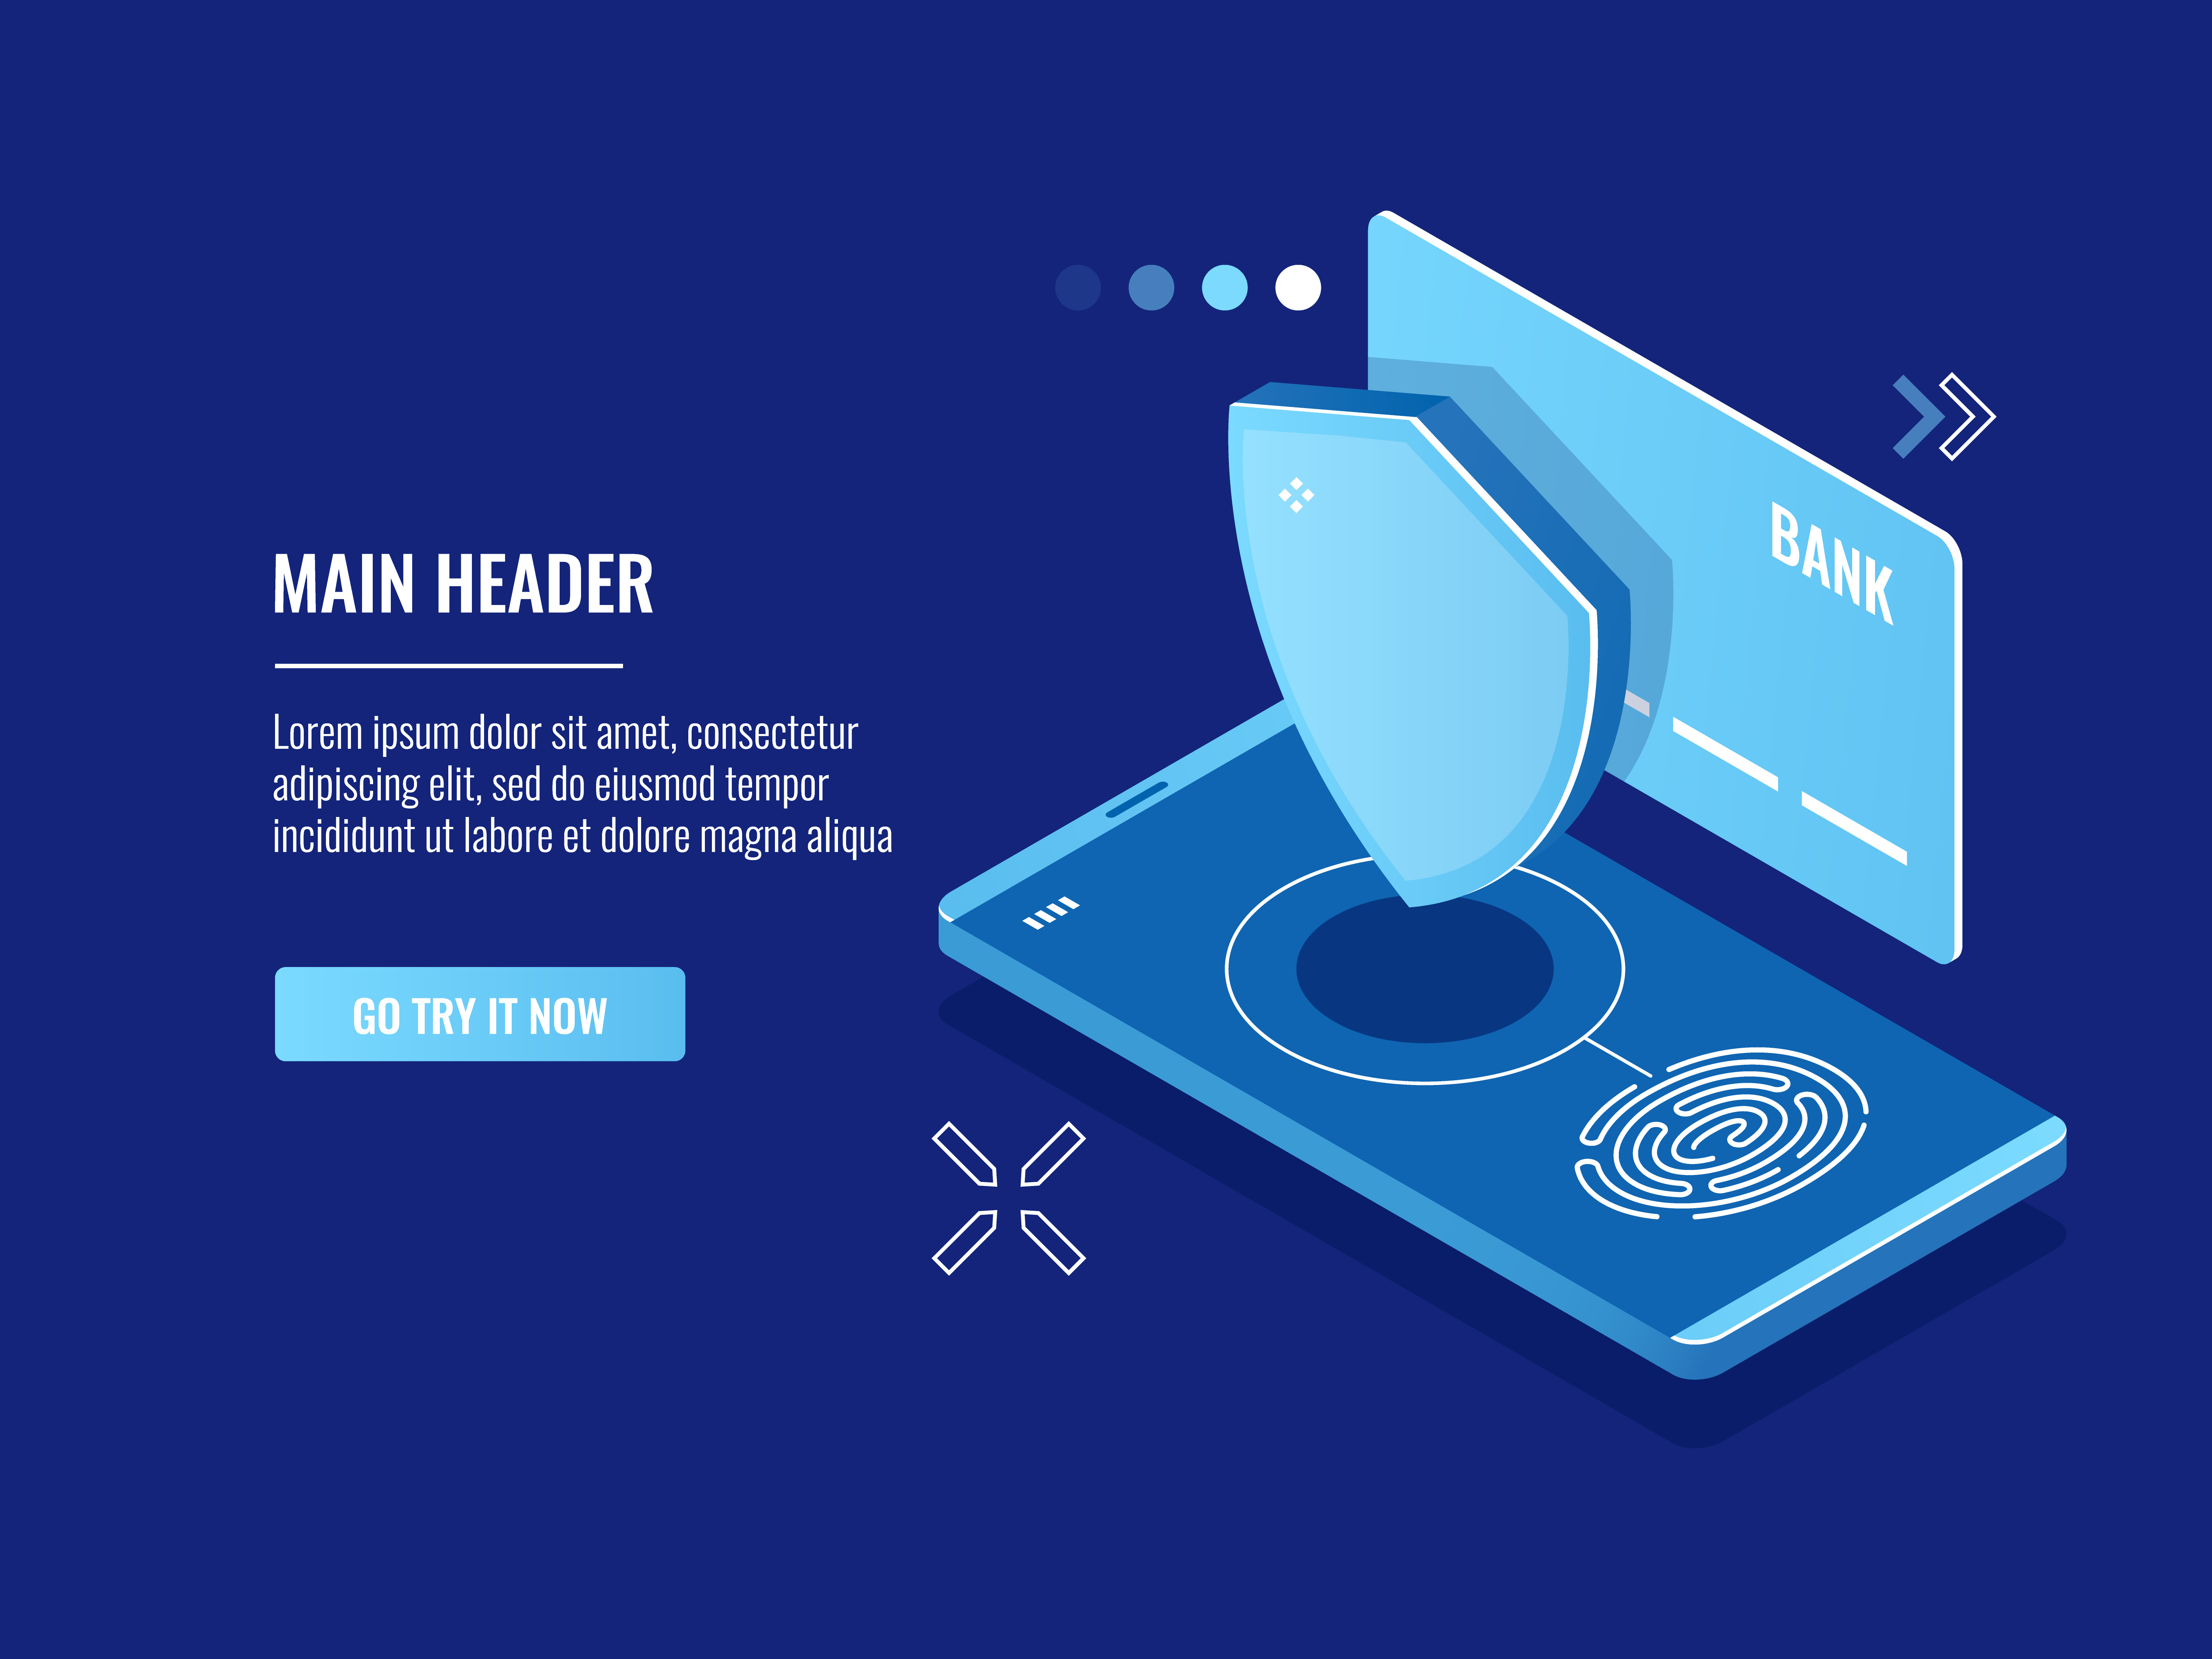 MAIN HEADER
Lorem ipsum dolor sit amet, consectetur
adipiscing elit, sed do eiusmod tempor
incididunt ut labore et dolore magna aliqua
GO TRY IT NOW
BANK